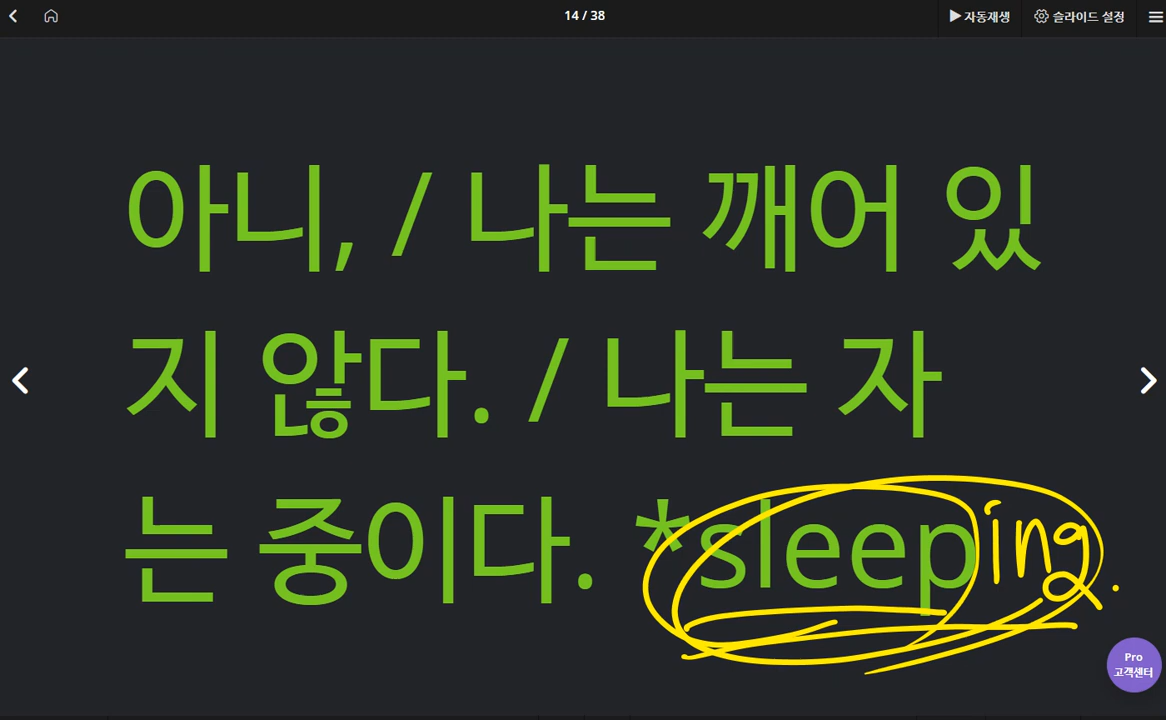 14 / 38
자동재생
슬라이드 설정
아니, / 나는 깨어 있
지 않다. / 나는 자
는 중이다. *sleeping.
Pro
고객센터